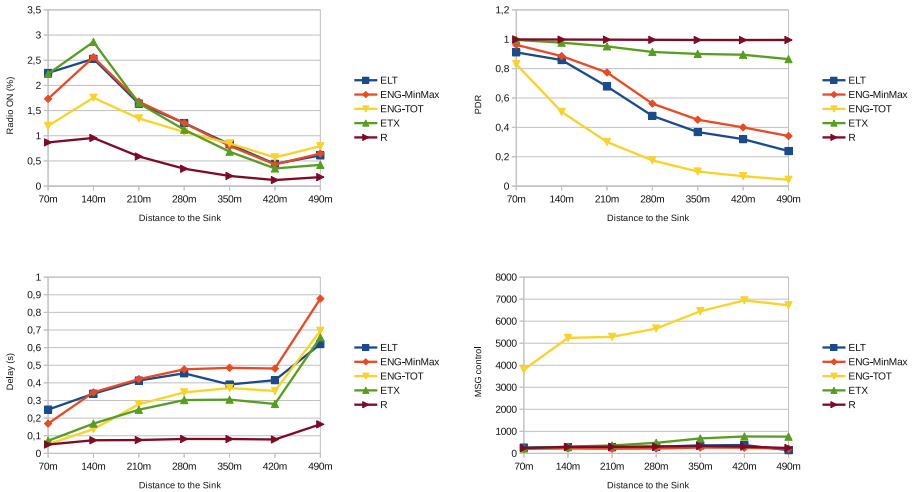 3,5
3
2,5
2
1,5
1
0,5
0
Radio ON (%)
70m 140m 210m 280m 350m 420m 490m
Distance to the Sink
ELT
ENG-MinMax
ENG-TOT
ETX
R
1,2
1
0,8
0,6
0,4
0,2
0
PDR
70m 140m 210m 280m 350m 420m 490m
Distance to the Sink
ELT
ENG-MinMax
ENG-TOT
ETX
R
1
0,9
0,8
0,7
0,6
0,5
0,4
0,3
0,2
0,1
0
Delay (s)
70m 140m 210m 280m 350m 420m 490m
Distance to the Sink
ELT
ENG-MinMax
ENG-TOT
ETX
R
8000
7000
6000
5000
4000
3000
2000
1000
0
MSG control
70m 140m 210m 280m 350m 420m 490m
Distance to the Sink
ELT
ENG-MinMax
ENG-TOT
ETX
R